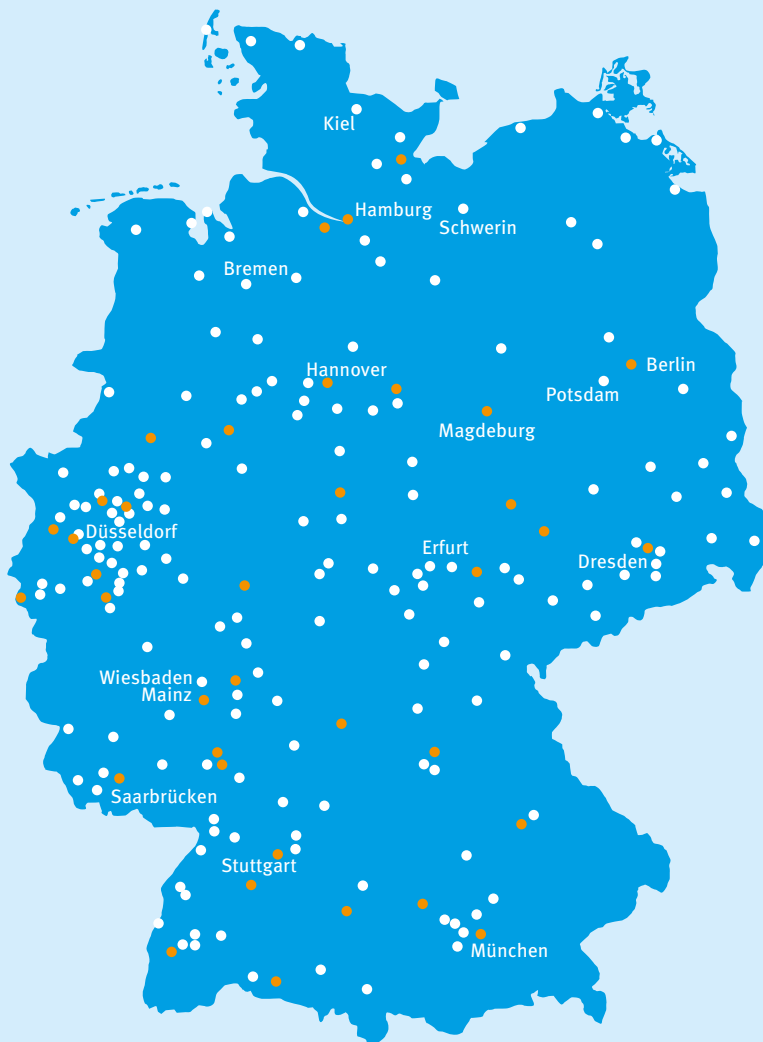 Kiel
Hamburg
Schwerin
Bremen
Berlin
Hannover
Potsdam
Magdeburg
Düsseldorf
Erfurt
Dresden
Wiesbaden
Mainz
Saarbrücken
Stuttgart
München